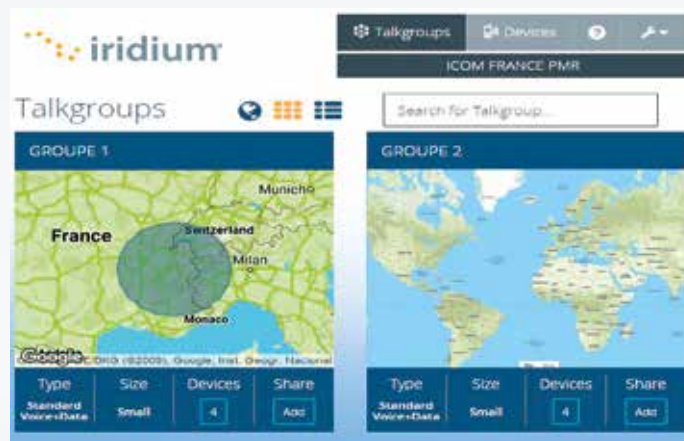 iridium
Talkgroups Devices ?
ICOM FRANCE PMR
Talkgroups
Search for Talkgroup...
GROUPE 1
Munich
France
Switzerland
Milan
Monaco
Google
Type Size Devices Share
Standard
Voice+Data Small 4 Add
GROUPE 2
Type Size Devices Share
Standard
Voice+Data Small 4 Add